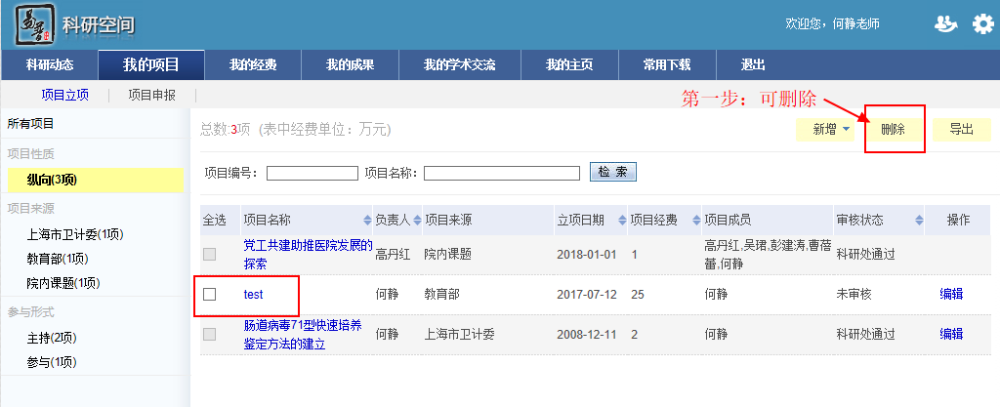 易普 科研空间
欢迎您，何静老师
科研动态 我的项目 我的经费 我的成果 我的学术交流 我的主页 常用下载 退出
项目立项 项目申报
第一步：可删除
所有项目
项目性质
纵向(3项)
项目来源
上海市卫计委(1项)
教育部(1项)
院内课题(1项)
参与形式
主持(2项)
参与(1项)
总数:3项 (表中经费单位：万元)
新增 删除 导出
项目编号： 项目名称： 检 索
全选 项目名称 负责人 项目来源 立项日期 项目经费 项目成员 审核状态 操作
党工共建助推医院发展的
探索 高丹红 院内课题 2018-01-01 1 高丹红,吴珺,彭建涛,曹蓓
蕾,何静 科研处通过
test 何静 教育部 2017-07-12 25 何静 未审核 编辑
肠道病毒71型快速培养
鉴定方法的建立 何静 上海市卫计委 2008-12-11 2 何静 科研处通过 编辑